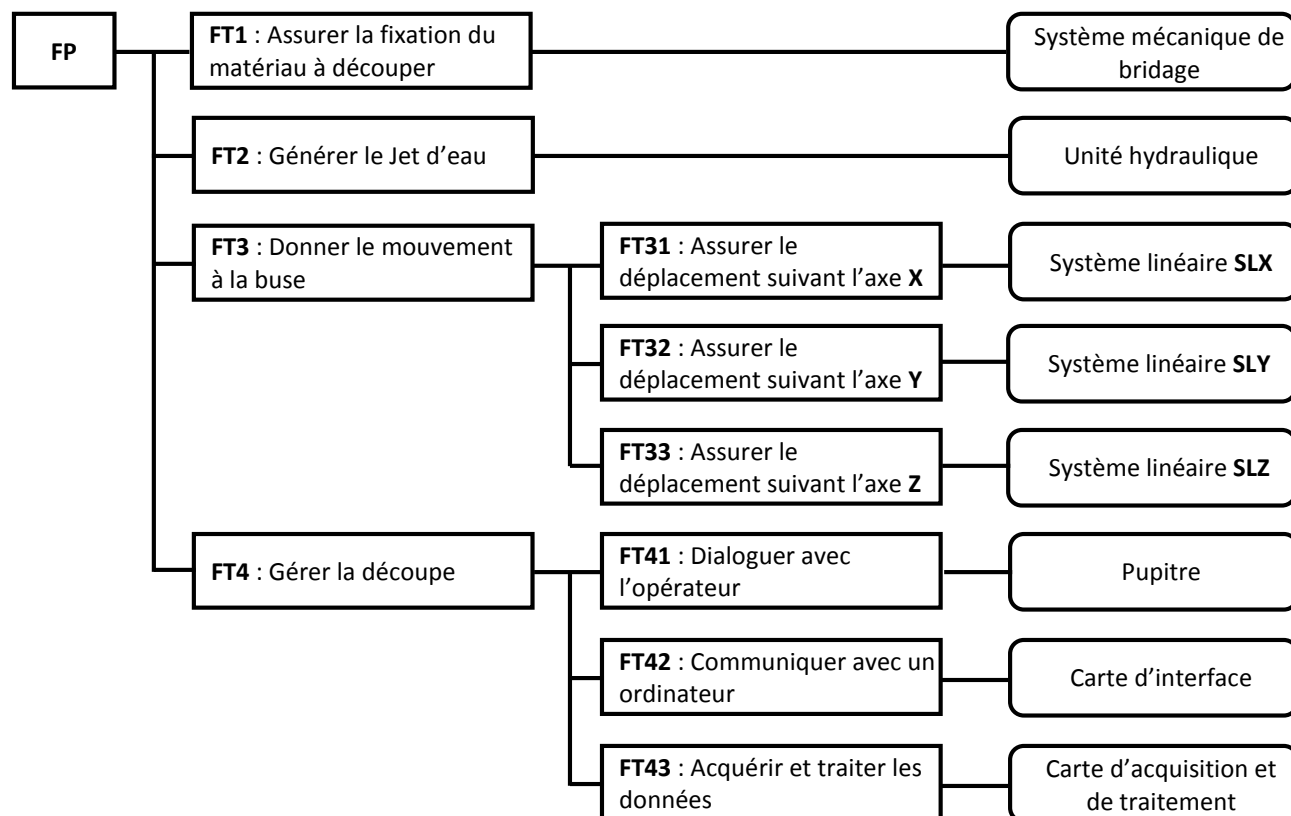 FP
FT1 : Assurer la fixation du
matériau à découper
Système mécanique de
bridage
FT2 : Générer le Jet d'eau
Unité hydraulique
FT3 : Donner le mouvement
à la buse
FT31 : Assurer le
déplacement suivant l'axe X
Système linéaire SLX
FT32 : Assurer le
déplacement suivant l'axe Y
Système linéaire SLY
FT33 : Assurer le
déplacement suivant l'axe Z
Système linéaire SLZ
FT4 : Gérer la découpe
FT41 : Dialoguer avec
l'opérateur
Pupitre
FT42 : Communiquer avec un
ordinateur
Carte d'interface
FT43 : Acquérir et traiter les
données
Carte d'acquisition et
de traitement